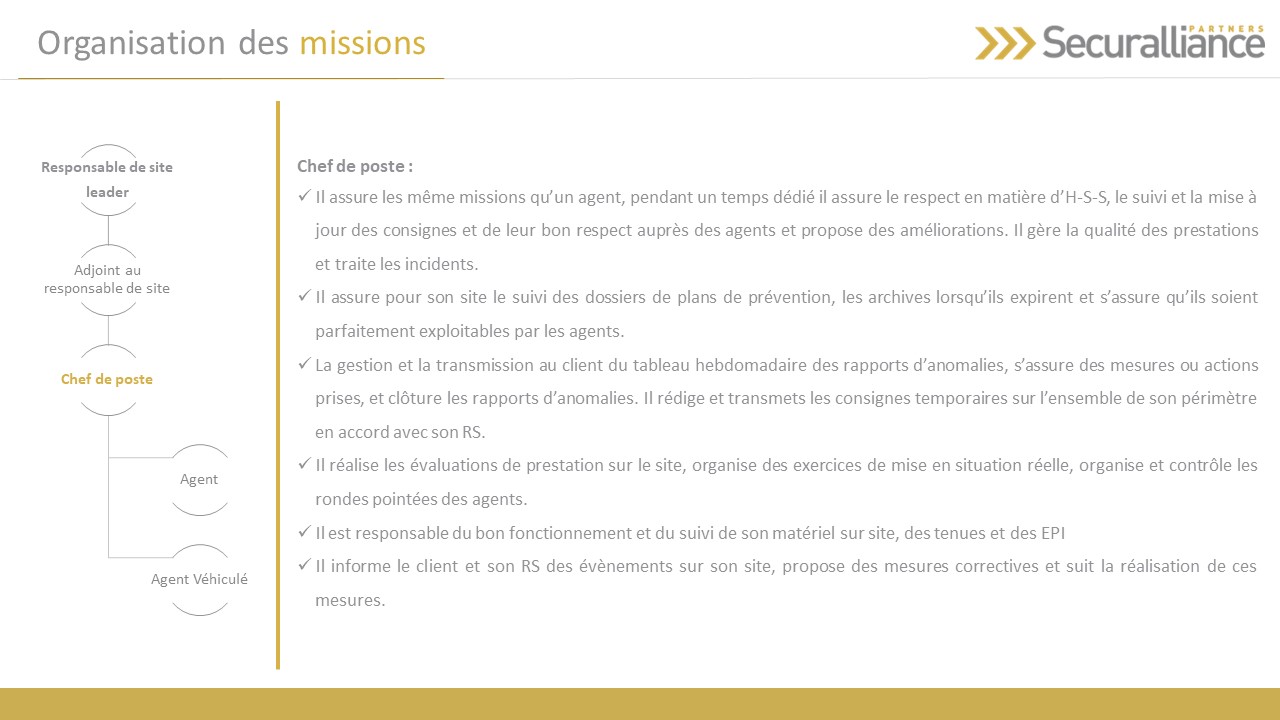 Organisation des missions
PARTNERS
Securalliance
Responsable de site
leader
Adjoint au
responsable de site
Chef de poste
Agent
Agent Véhiculé
Chef de poste :
✓ Il assure les même missions qu’un agent, pendant un temps dédié il assure le respect en matière d’H-S-S, le suivi et la mise à
jour des consignes et de leur bon respect auprès des agents et propose des améliorations. Il gère la qualité des prestations
et traite les incidents.
✓ Il assure pour son site le suivi des dossiers de plans de prévention, les archives lorsqu’ils expirent et s’assure qu’ils soient
parfaitement exploitables par les agents.
✓ La gestion et la transmission au client du tableau hebdomadaire des rapports d’anomalies, s’assure des mesures ou actions
prises, et clôture les rapports d’anomalies. Il rédige et transmets les consignes temporaires sur l’ensemble de son périmètre
en accord avec son RS.
✓ Il réalise les évaluations de prestation sur le site, organise des exercices de mise en situation réelle, organise et contrôle les
rondes pointées des agents.
✓ Il est responsable du bon fonctionnement et du suivi de son matériel sur site, des tenues et des EPI
✓ Il informe le client et son RS des évènements sur son site, propose des mesures correctives et suit la réalisation de ces
mesures.